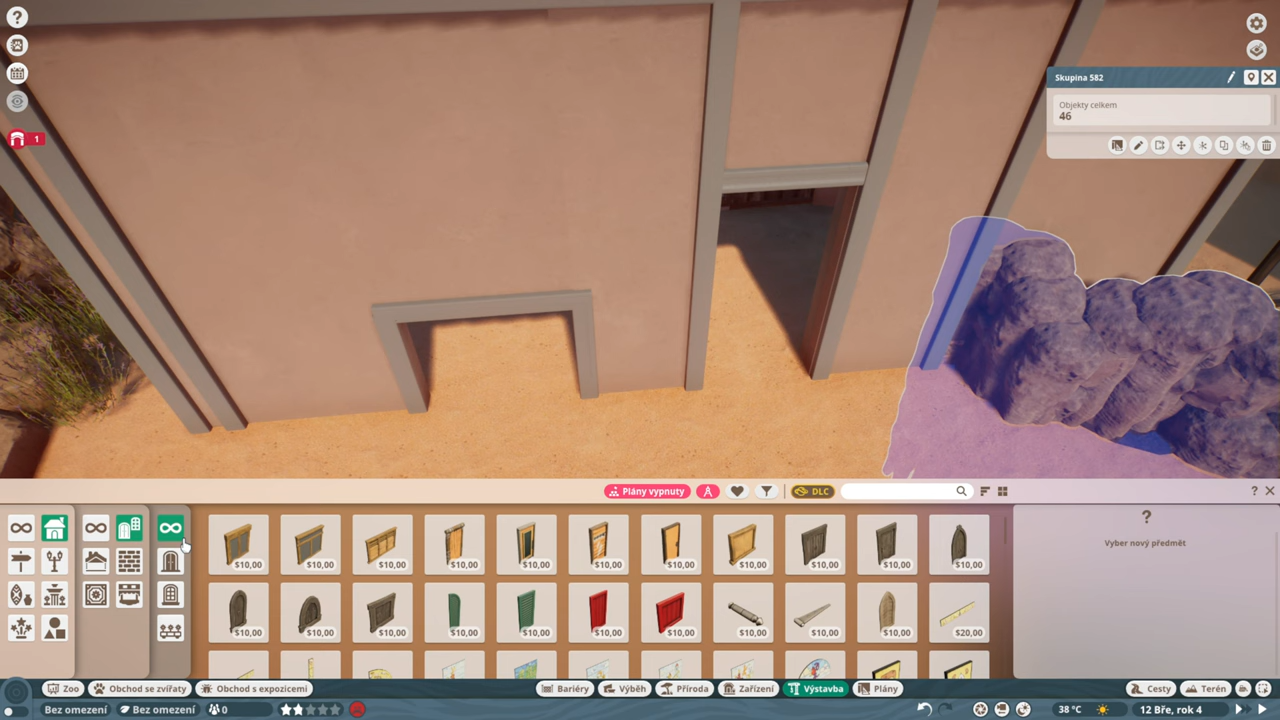 ? 
Skupina 582
Objekty celkem
46
1
Plány vypnuty
DLC
?
?
Vyber nový předmět
$10,00 $10,00 $10,00 $10,00 $10,00 $10,00 $10,00 $10,00 $10,00 $10,00 $10,00
$10,00 $10,00 $10,00 $10,00 $10,00 $10,00 $10,00 $10,00 $10,00 $10,00 $20,00
Zoo Obchod se zvířaty Obchod s expozicemi Bariéry Výběh Příroda Zařízení Výstavba Plány Cesty Terén
Bez omezení Bez omezení 0 38 °C 12 Bře, rok 4